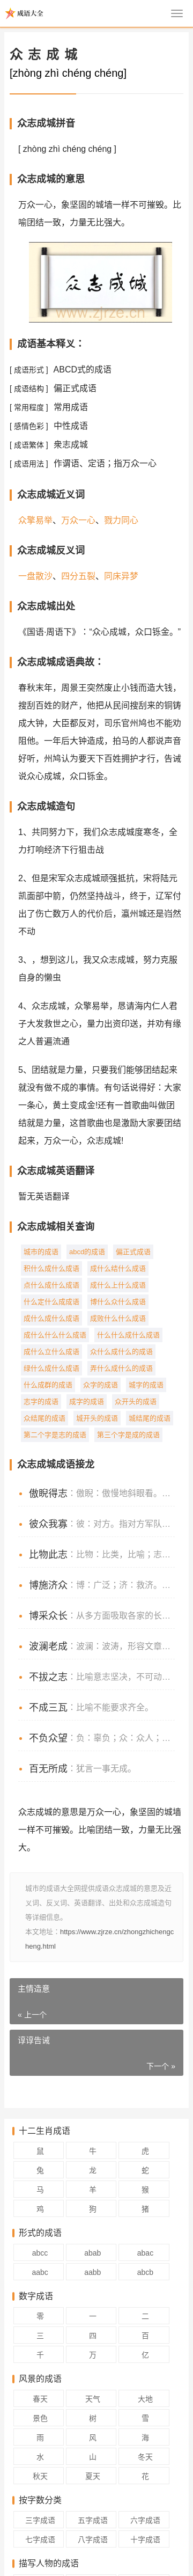 成语大全
众志成城
[zhòng zhì chéng chéng]
众志成城拼音
[ zhòng zhì chéng chéng ]
众志成城的意思
万众一心，象坚固的城墙一样不可摧毁。比
喻团结一致，力量无比强大。
众志成城
www.zjrze.cn
成语基本释义：
[ 成语形式 ] ABCD式的成语
[ 成语结构 ] 偏正式成语
[ 常用程度 ] 常用成语
[ 感情色彩 ] 中性成语
[ 成语繁体 ] 衆志成城
[ 成语用法 ] 作谓语、定语；指万众一心
众志成城近义词
众擎易举、万众一心、戮力同心
众志成城反义词
一盘散沙、四分五裂、同床异梦
众志成城出处
《国语·周语下》：“众心成城，众口铄金。”
众志成城成语典故：
春秋末年，周景王突然废止小钱而造大钱，
搜刮百姓的财产，他把从民间搜刮来的铜铸
成大钟，大臣都反对，司乐官州鸠也不能劝
阻他。一年后大钟造成，拍马的人都说声音
好听，州鸠认为要天下百姓拥护才行，告诫
说众心成城，众口铄金。
众志成城造句
1、共同努力下，我们众志成城度寒冬，全
力打响经济下行狙击战
2、但是宋军众志成城顽强抵抗，宋将陆元
凯面部中箭，仍然坚持战斗，终于，辽军付
出了伤亡数万人的代价后，瀛州城还是岿然
不动
3、，想到这儿，我又众志成城，努力克服
自身的懒虫
4、众志成城，众擎易举，恳请海内仁人君
子大发救世之心，量力出资印送，并劝有缘
之人普遍流通
5、团结就是力量，只要我们能够团结起来
就没有做不成的事情。有句话说得好：大家
一条心，黄土变成金!还有一首歌曲叫做团
结就是力量，这首歌曲也是激励大家要团结
起来，万众一心，众志成城!
众志成城英语翻译
暂无英语翻译
众志成城相关查询
城市的成语 abcd的成语 偏正式成语
积什么成什么成语 成什么结什么成语
点什么成什么成语 成什么上什么成语
什么定什么成成语 博什么众什么成语
成什么成什么成语 成险什么什么成语
成什么什么什么成语 什么什么成什么成语
成什么立什么成语 众什么成什么的成语
绿什么成什么成语 弄什么成什么的成语
什么成群的成语 众字的成语 城字的成语
志字的成语 成字的成语 众开头的成语
众结尾的成语 城开头的成语 城结尾的成语
第二个字是志的成语 第三个字是成的成语
众志成城成语接龙
傲睨得志：傲睨：傲慢地斜眼看。...
彼众我寡：彼：对方。指对方军队...
比物此志：比物：比类，比喻；志...
博施济众：博：广泛；济：救济。...
博采众长：从多方面吸取各家的长...
波澜老成：波澜：波涛，形容文章...
不拔之志：比喻意志坚决，不可动...
不成三瓦：比喻不能要求齐全。
不负众望：负：辜负；众：众人；...
百无所成：犹言一事无成。
众志成城的意思是万众一心，象坚固的城墙
一样不可摧毁。比喻团结一致，力量无比强
大。
城市的成语大全网提供成语众志成城的意思及近
义词、反义词、英语翻译、出处和众志成城造句
等详细信息。
本文地址：https://www.zjrze.cn/zhongzhichengc
heng.html
主情造意
« 上一个
谆谆告诫
下一个 »
十二生肖成语
鼠 牛 虎
兔 龙 蛇
马 羊 猴
鸡 狗 猪
形式的成语
abcc abab abac
aabc aabb abcb
数字成语
零 一 二
三 四 百
千 万 亿
风景的成语
春天 天气 大地
景色 树 雪
雨 风 海
水 山 冬天
秋天 夏天 花
按字数分类
三字成语 五字成语 六字成语
七字成语 八字成语 十字成语
描写人物的成语